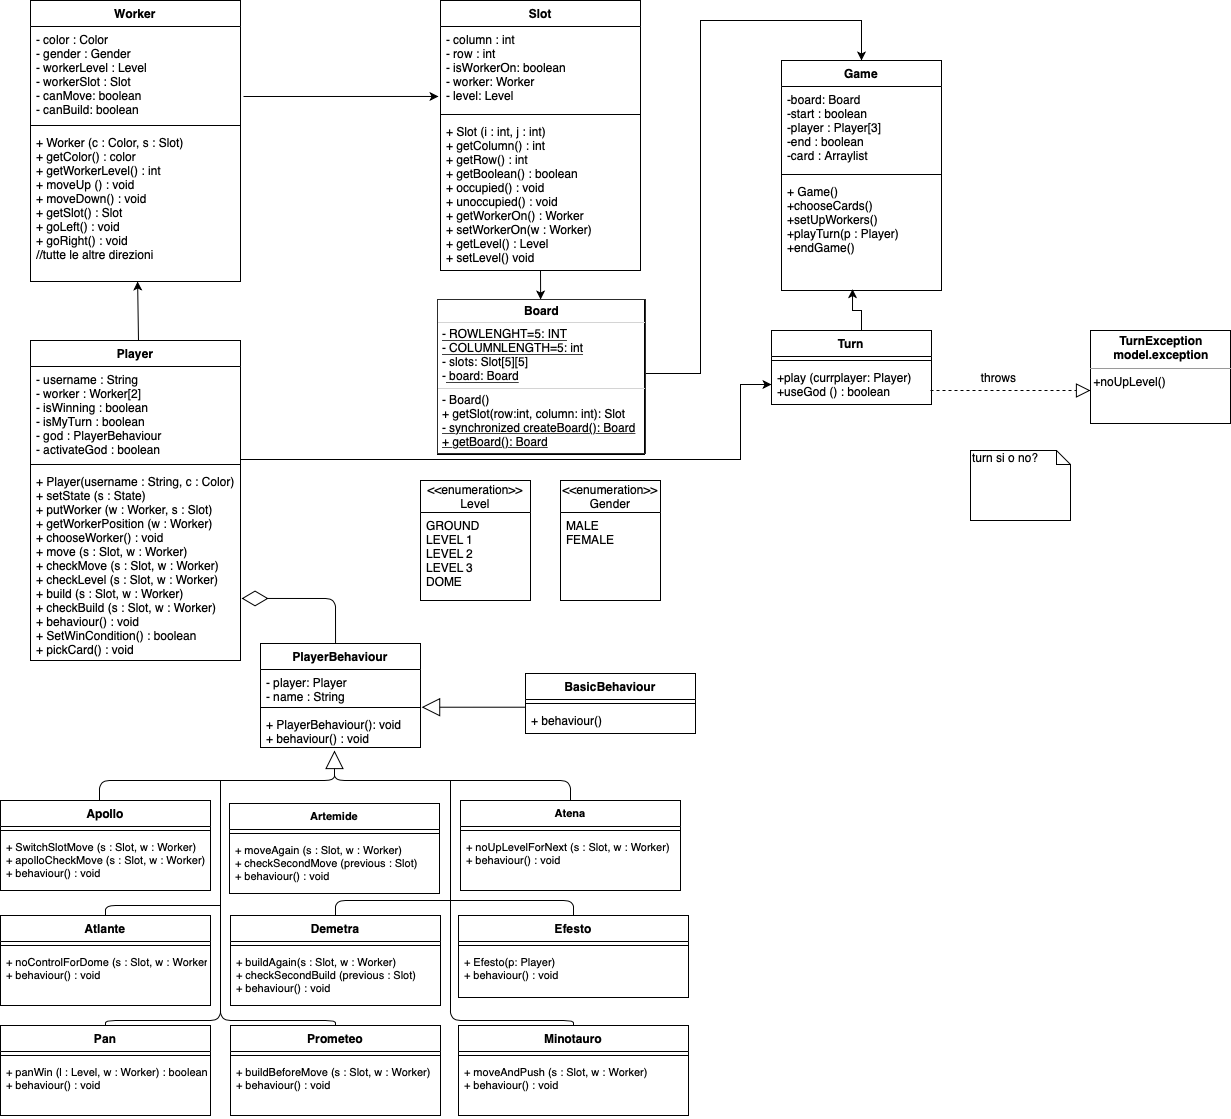 Worker
- color : Color
- gender : Gender
- workerLevel : Level
- workerSlot : Slot
- canMove: boolean
- canBuild: boolean
+ Worker (c : Color, s : Slot)
+ getColor() : color
+ getWorkerLevel() : int
+ moveUp () : void
+ moveDown() : void
+ getSlot() : Slot
+ goLeft() : void
+ goRight() : void
//tutte le altre direzioni
Slot
- column : int
- row : int
- isWorkerOn: boolean
- worker: Worker
- level: Level
+ Slot (i : int, j : int)
+ getColumn() : int
+ getRow() : int
+ getBoolean() : boolean
+ occupied() : void
+ unoccupied() : void
+ getWorkerOn() : Worker
+ setWorkerOn(w : Worker)
+ getLevel() : Level
+ setLevel() void
Game
-board: Board
-start : boolean
-player : Player[3]
-end : boolean
-card : Arraylist
+ Game()
+chooseCards()
+setUpWorkers()
+playTurn(p : Player)
+endGame()
Board
- ROWLENGHT=5: INT
- COLUMNLENGTH=5: int
- slots: Slot[5][5]
- board: Board
- Board()
+ getSlot(row:int, column: int): Slot
- synchronized createBoard(): Board
+ getBoard(): Board
Turn
+play (currplayer: Player)
+useGod () : boolean
throws
TurnException
model.exception
+noUpLevel()
turn si o no?
Player
- username : String
- worker : Worker[2]
- isWinning : boolean
- isMyTurn : boolean
- god : PlayerBehaviour
- activateGod : boolean
+ Player(username : String, c : Color)
+ setState (s : State)
+ putWorker (w : Worker, s : Slot)
+ getWorkerPosition (w : Worker)
+ chooseWorker() : void
+ move (s : Slot, w : Worker)
+ checkMove (s : Slot, w : Worker)
+ checkLevel (s : Slot, w : Worker)
+ build (s : Slot, w : Worker)
+ checkBuild (s : Slot, w : Worker)
+ behaviour() : void
+ SetWinCondition() : boolean
+ pickCard() : void
<<enumeration>>
Level
GROUND
LEVEL 1
LEVEL 2
LEVEL 3
DOME
<<enumeration>>
Gender
MALE
FEMALE
PlayerBehaviour
- player: Player
- name : String
+ PlayerBehaviour(): void
+ behaviour() : void
BasicBehaviour
+ behaviour()
Apollo
+ SwitchSlotMove (s : Slot, w : Worker)
+ apolloCheckMove (s : Slot, w : Worker)
+ behaviour() : void
Artemide
+ moveAgain (s : Slot, w : Worker)
+ checkSecondMove (previous : Slot)
+ behaviour() : void
Atena
+ noUpLevelForNext (s : Slot, w : Worker)
+ behaviour() : void
Atlante
+ noControlForDome (s : Slot, w : Worker
+ behaviour() : void
Demetra
+ buildAgain(s : Slot, w : Worker)
+ checkSecondBuild (previous : Slot)
+ behaviour() : void
Efesto
+ Efesto(p: Player)
+ behaviour() : void
Pan
+ panWin (l : Level, w : Worker) : boolean
+ behaviour() : void
Prometeo
+ buildBeforeMove (s : Slot, w : Worker)
+ behaviour() : void
Minotauro
+ moveAndPush (s : Slot, w : Worker)
+ behaviour() : void